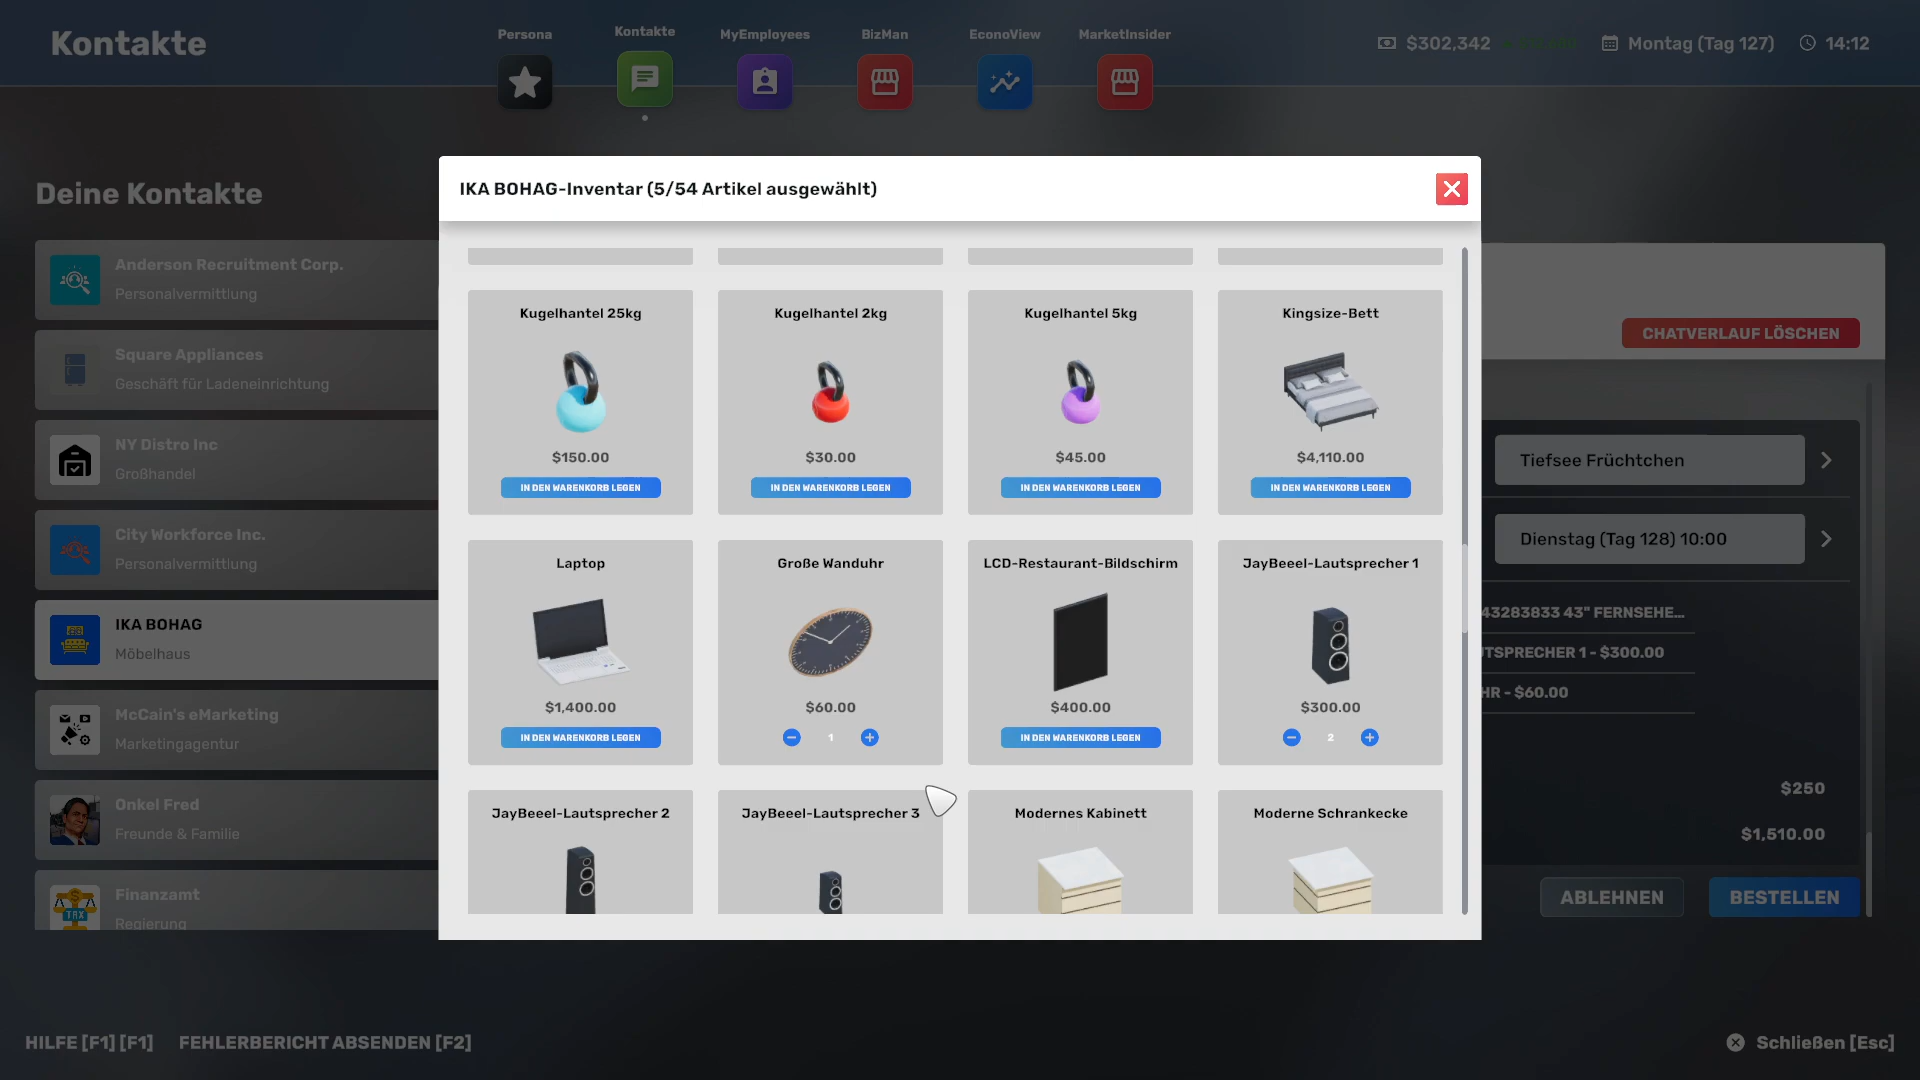 Kontakte
Persona
Kontakte
MyEmployees
BizMan
EconoView
MarketInsider
$302,342
Montag (Tag 127)
14:12
Deine Kontakte
Anderson Recruitment Corp.
Personalvermittlung
Square Appliances
Geschäft für Ladeneinrichtung
NY Distro Inc
Großhandel
City Workforce Inc.
Personalvermittlung
IKA BOHAG
Möbelhaus
McCain's eMarketing
Marketingagentur
Onkel Fred
Freunde & Familie
Finanzamt
Regierung
TAX
IKA BOHAG-Inventar (5/54 Artikel ausgewählt)
Kugelhantel 25kg
$150.00
IN DEN WARENKORB LEGEN
Kugelhantel 2kg
$30.00
IN DEN WARENKORB LEGEN
Kugelhantel 5kg
$45.00
IN DEN WARENKORB LEGEN
Kingsize-Bett
$4,110.00
IN DEN WARENKORB LEGEN
Laptop
$1,400.00
IN DEN WARENKORB LEGEN
Große Wanduhr
$60.00
1
LCD-Restaurant-Bildschirm
$400.00
IN DEN WARENKORB LEGEN
JayBeeel-Lautsprecher 1
$300.00
2
JayBeeel-Lautsprecher 2
JayBeeel-Lautsprecher 3
Modernes Kabinett
Moderne Schrankecke
CHATVERLAUF LÖSCHEN
Tiefsee Früchtchen
Dienstag (Tag 128) 10:00
43283833 43" FERNSEHE...
UTSPRECHER 1 - $300.00
HR - $60.00
$250
$1,510.00
ABLEHNEN
BESTELLEN
HILFE [F1] [F1]
FEHLERBERICHT ABSENDEN [F2]
Schließen [Esc]